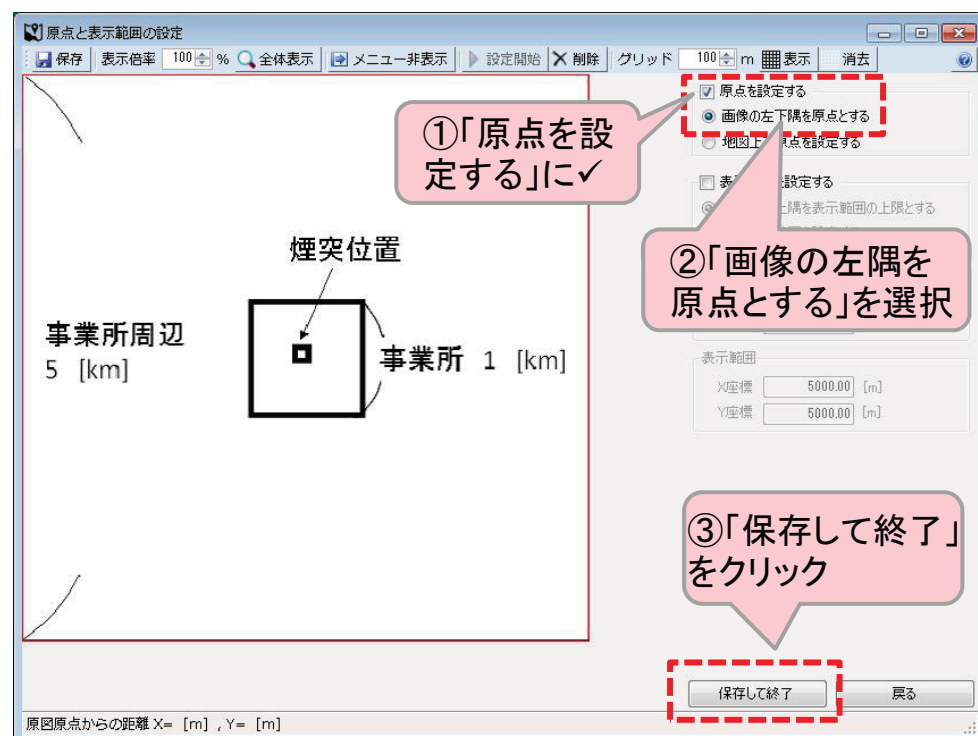 原点と表示範囲の設定
保存 表示倍率 100 % 全体表示 メニュー非表示 設定開始 削除 グリッド 100 m 表示 消去
原点を設定する
画像の左下隅を原点とする
地図上 原点を設定する
①「原点を設
定する」に✓
表 設定する
上隅を表示範囲の上限とする
②「画像の左隅を
原点とする」を選択
煙突位置
事業所周辺
5 [km]
事業所 1 [km]
表示範囲
X座標 5000.00 [m]
Y座標 5000.00 [m]
③「保存して終了」
をクリック
保存して終了 戻る
原図原点からの距離 X= [m] , Y= [m]